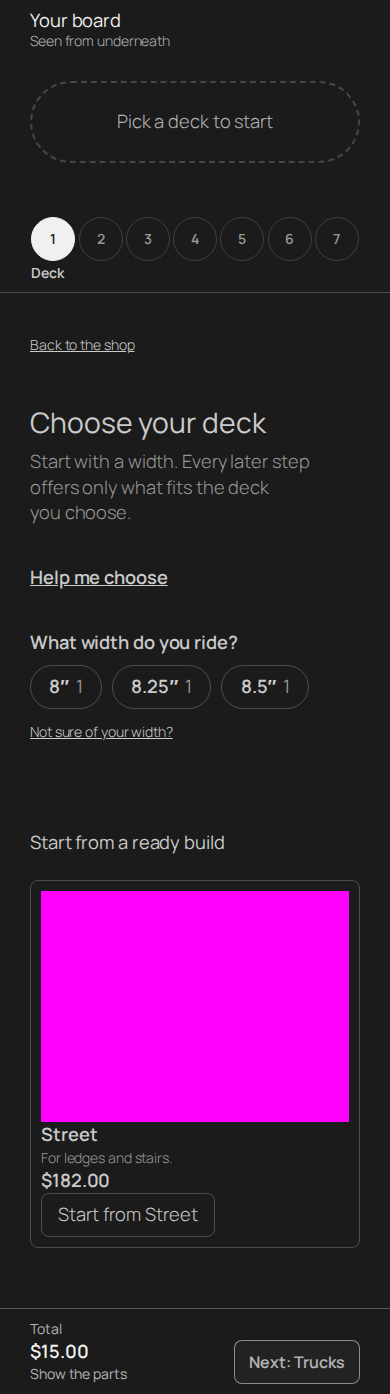 Your board
Seen from underneath
Pick a deck to start
1 2 3 4 5 6 7
Deck
Back to the shop
Choose your deck
Start with a width. Every later step
offers only what fits the deck
you choose.
Help me choose
What width do you ride?
8″ 1 8.25″ 1 8.5″ 1
Not sure of your width?
Start from a ready build
Street
For ledges and stairs.
$182.00
Start from Street
Total
$15.00
Show the parts
Next: Trucks